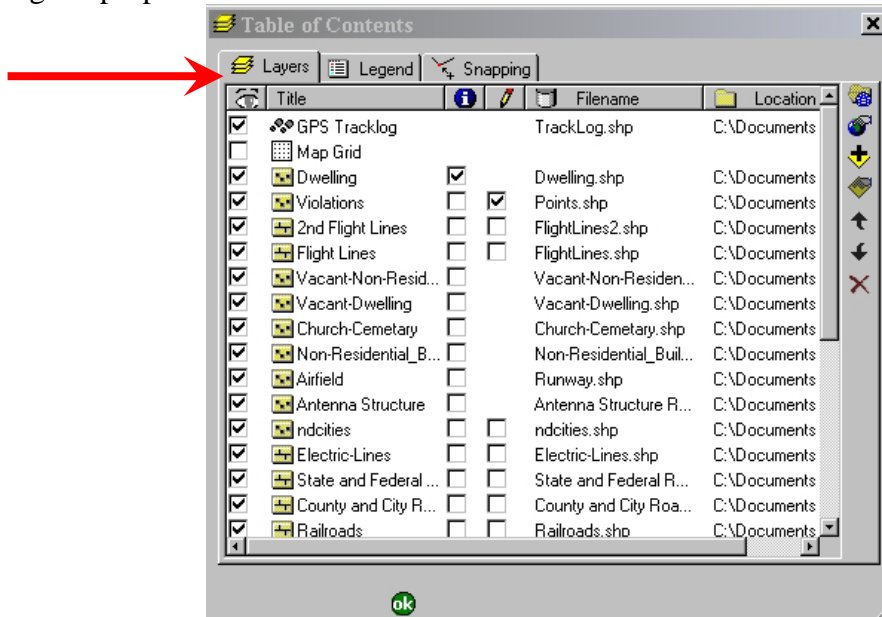 Table of Contents
Layers Legend Snapping
Title Filename Location
GPS Tracklog TrackLog.shp C:\Documents
Map Grid
Dwelling Dwelling.shp C:\Documents
Violations Points.shp C:\Documents
2nd Flight Lines FlightLines2.shp C:\Documents
Flight Lines FlightLines.shp C:\Documents
Vacant-Non-Resid... Vacant-Non-Residen... C:\Documents
Vacant-Dwelling Vacant-Dwelling.shp C:\Documents
Church-Cemetary Church-Cemetary.shp C:\Documents
Non-Residential_B... Non-Residential_Buil... C:\Documents
Airfield Runway.shp C:\Documents
Antenna Structure Antenna Structure R... C:\Documents
ndcities ndcities.shp C:\Documents
Electric-Lines Electric-Lines.shp C:\Documents
State and Federal ... State and Federal R... C:\Documents
County and City R... County and City Roa... C:\Documents
Railroads Railroads.shp C:\Documents
ok